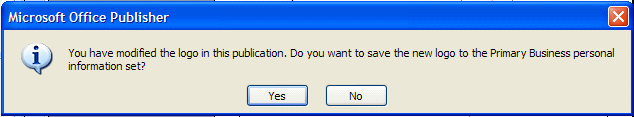 Microsoft Office Publisher
You have modified the logo in this publication. Do you want to save the new logo to the Primary Business personal
information set?
Yes
No